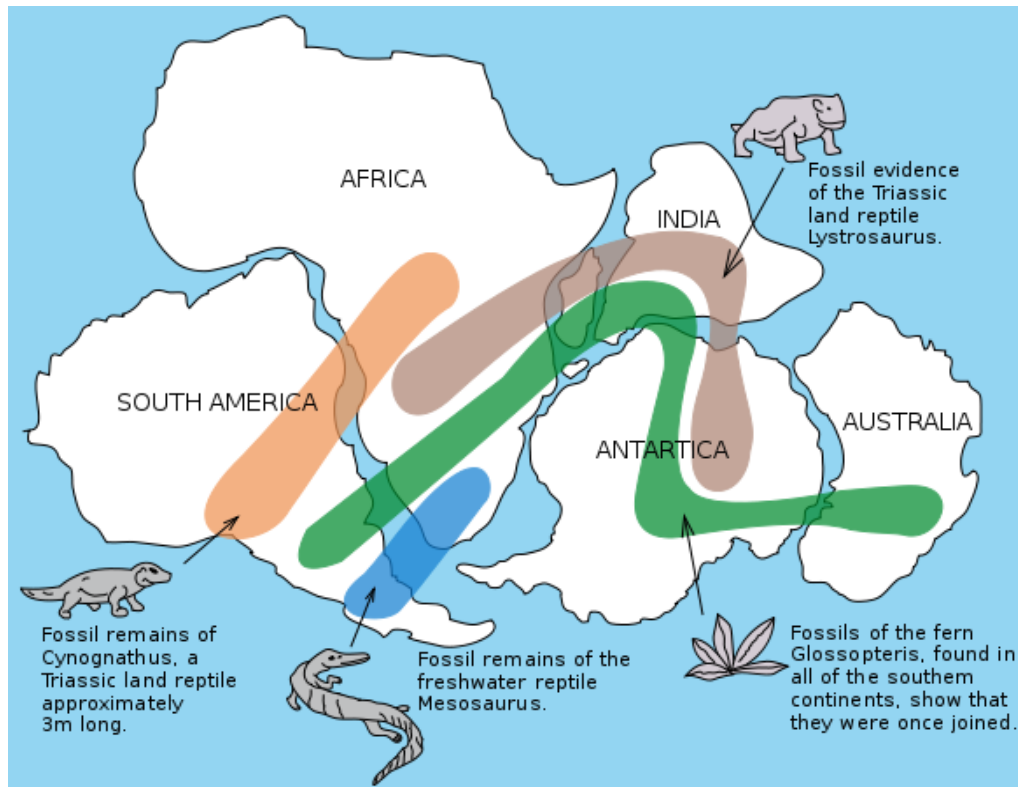 AFRICA
INDIA
Fossil evidence
of the Triassic
land reptile
Lystrosaurus.
SOUTH AMERICA
ANTARTICA
AUSTRALIA
Fossil remains of
Cynognathus, a
Triassic land reptile
approximately
3m long.
Fossil remains of the
freshwater reptile
Mesosaurus.
Fossils of the fern
Glossopteris, found in
all of the southem
continents, show that
they were once joined.